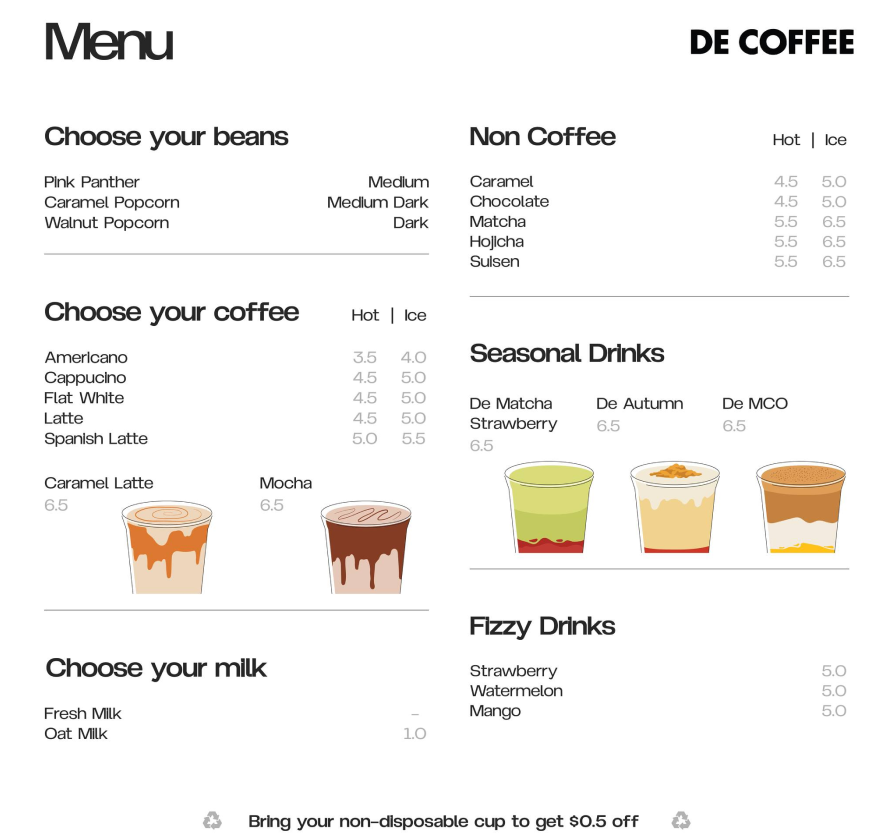 Menu
DE COFFEE
Choose your beans
Pink Panther Medium
Caramel Popcorn Medium Dark
Walnut Popcorn Dark
Choose your coffee Hot | Ice
Americano 3.5 4.0
Cappucino 4.5 5.0
Flat White 4.5 5.0
Latte 4.5 5.0
Spanish Latte 5.0 5.5
Caramel Latte Mocha
6.5 6.5
Choose your milk
Fresh Milk –
Oat Milk 1.0
Non Coffee Hot | Ice
Caramel 4.5 5.0
Chocolate 4.5 5.0
Matcha 5.5 6.5
Hojicha 5.5 6.5
Suisen 5.5 6.5
Seasonal Drinks
De Matcha De Autumn De MCO
Strawberry 6.5 6.5
6.5
Fizzy Drinks
Strawberry 5.0
Watermelon 5.0
Mango 5.0
Bring your non-disposable cup to get $0.5 off